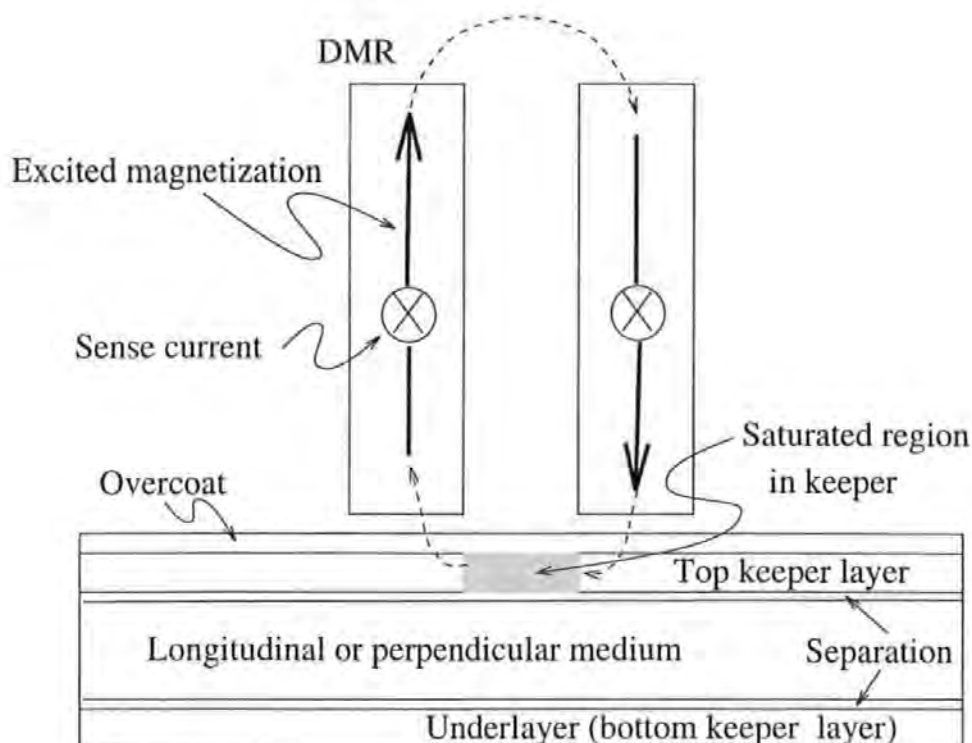 DMR
Excited magnetization
Sense current
Saturated region
in keeper
Overcoat
Top keeper layer
Longitudinal or perpendicular medium
Separation
Underlayer (bottom keeper layer)